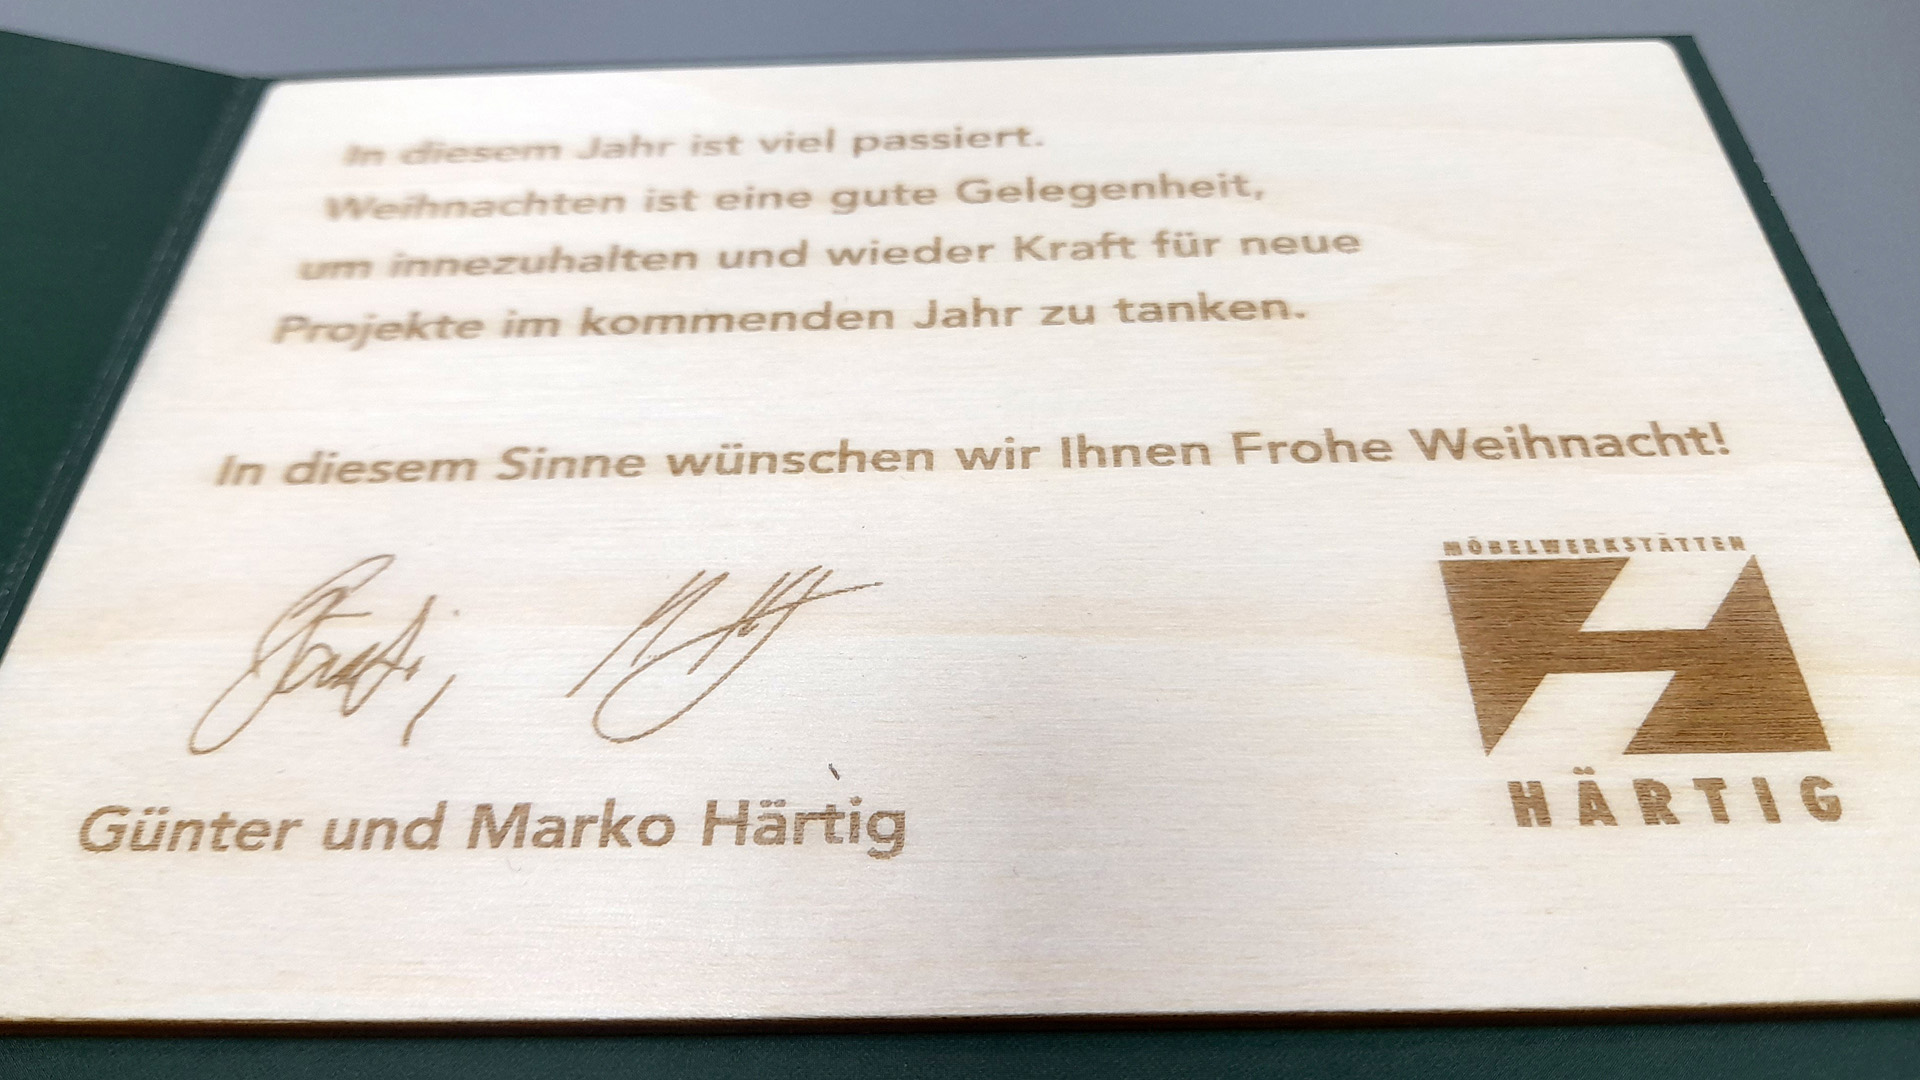 In diesem Jahr ist viel passiert.
Weihnachten ist eine gute Gelegenheit,
um innezuhalten und wieder Kraft für neue
Projekte im kommenden Jahr zu tanken.
In diesem Sinne wünschen wir Ihnen Frohe Weihnacht!
Günter und Marko Härtig
MÖBELWERKSTÄTTEN
HÄRTIG